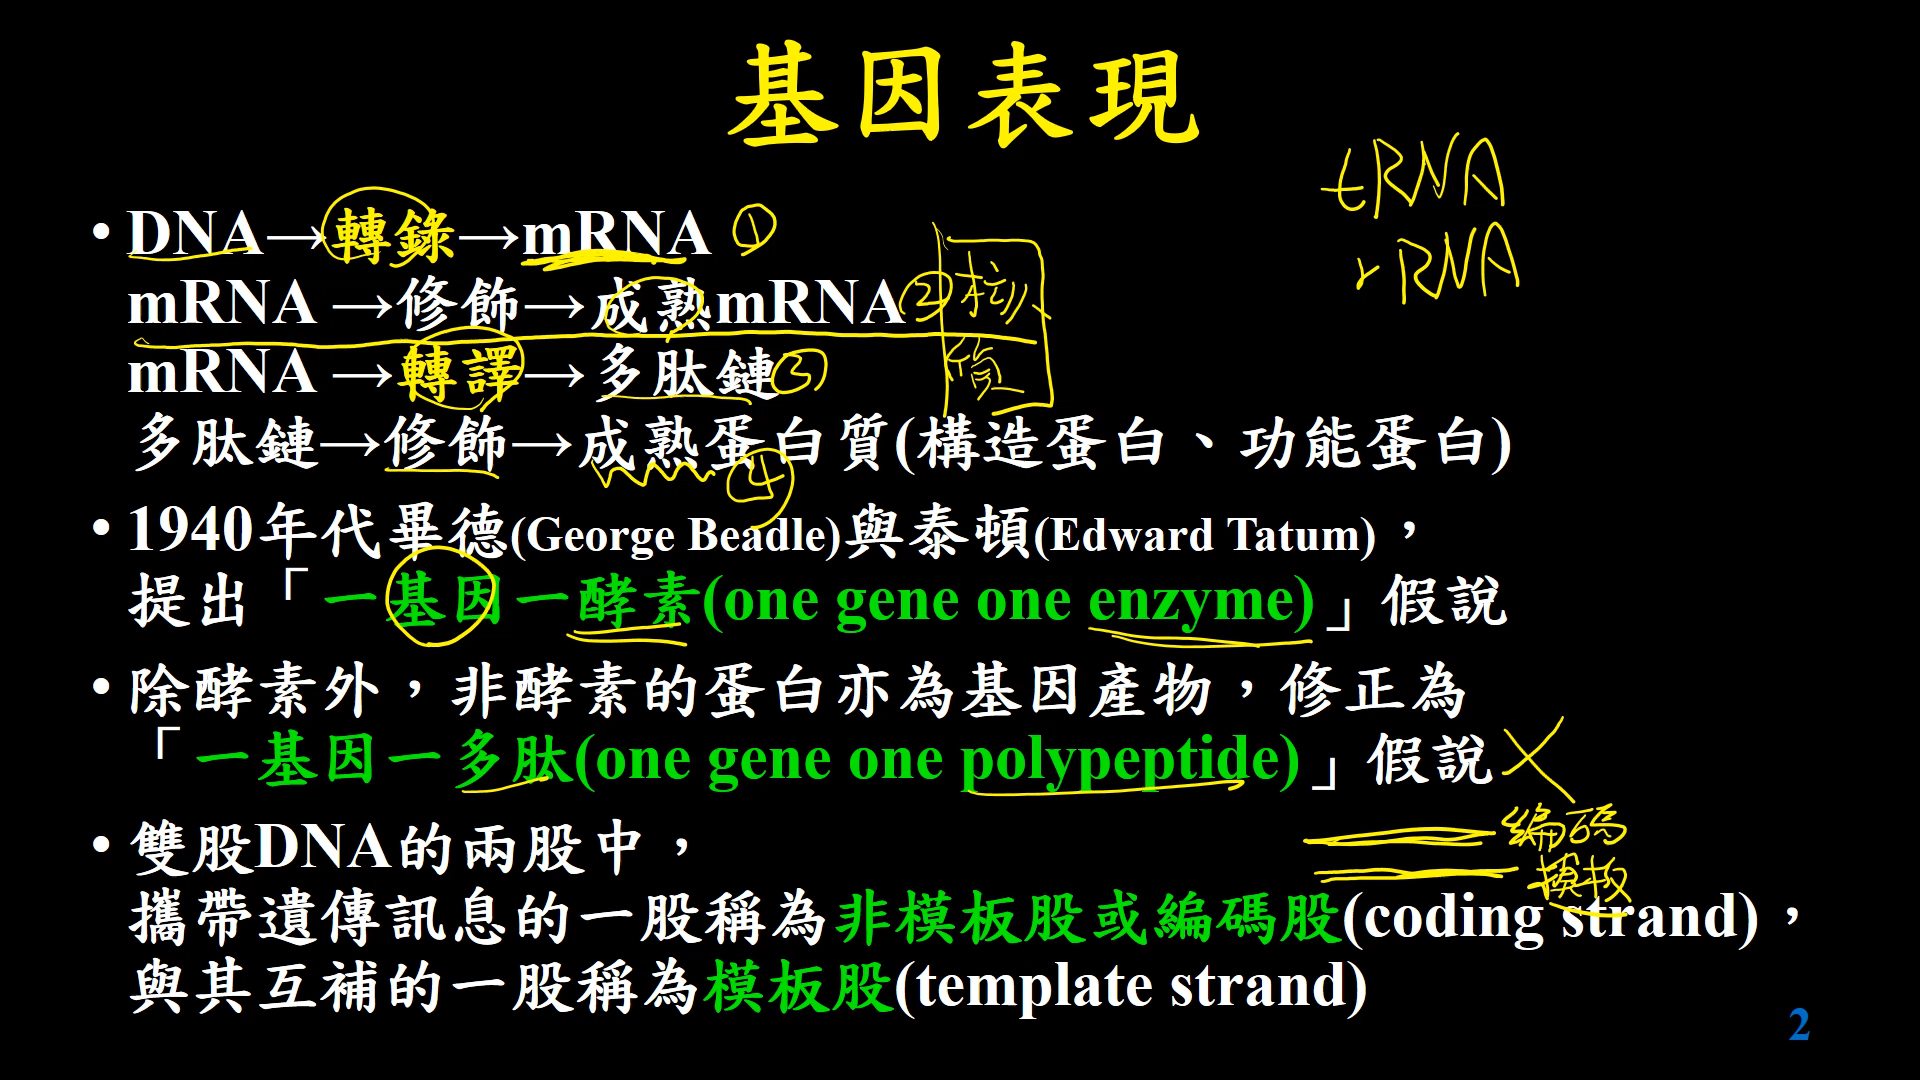 基因表現
tRNA
rRNA
• DNA→轉錄→mRNA ①
mRNA →修飾→成熟mRNA ② 核
mRNA →轉譯→多肽鏈 ③
多肽鏈→修飾→成熟蛋白質(構造蛋白、功能蛋白)
④
• 1940年代畢德(George Beadle)與泰頓(Edward Tatum)，
提出「一基因一酵素(one gene one enzyme)」假說
• 除酵素外，非酵素的蛋白亦為基因產物，修正為
「一基因一多肽(one gene one polypeptide)」假說
編碼
模板
• 雙股DNA的兩股中，
攜帶遺傳訊息的一股稱為非模板股或編碼股(coding strand)，
與其互補的一股稱為模板股(template strand)
2